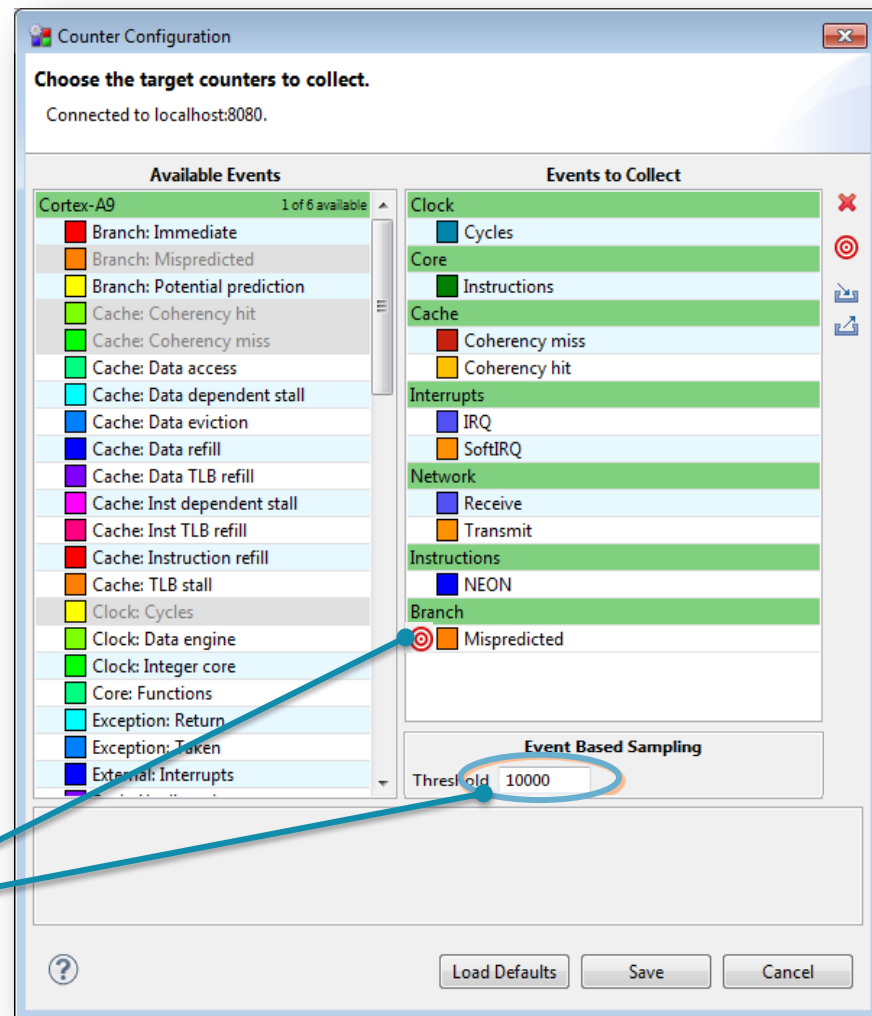 Counter Configuration
Choose the target counters to collect.
Connected to localhost:8080.
Available Events
Cortex-A9 1 of 6 available
Branch: Immediate
Branch: Mispredicted
Branch: Potential prediction
Cache: Coherency hit
Cache: Coherency miss
Cache: Data access
Cache: Data dependent stall
Cache: Data eviction
Cache: Data refill
Cache: Data TLB refill
Cache: Inst dependent stall
Cache: Inst TLB refill
Cache: Instruction refill
Cache: TLB stall
Clock: Cycles
Clock: Data engine
Clock: Integer core
Core: Functions
Exception: Return
Exception: Taken
External: Interrupts
Events to Collect
Clock
Cycles
Core
Instructions
Cache
Coherency miss
Coherency hit
Interrupts
IRQ
SoftIRQ
Network
Receive
Transmit
Instructions
NEON
Branch
Mispredicted
Event Based Sampling
Threshold 10000
?
Load Defaults Save Cancel